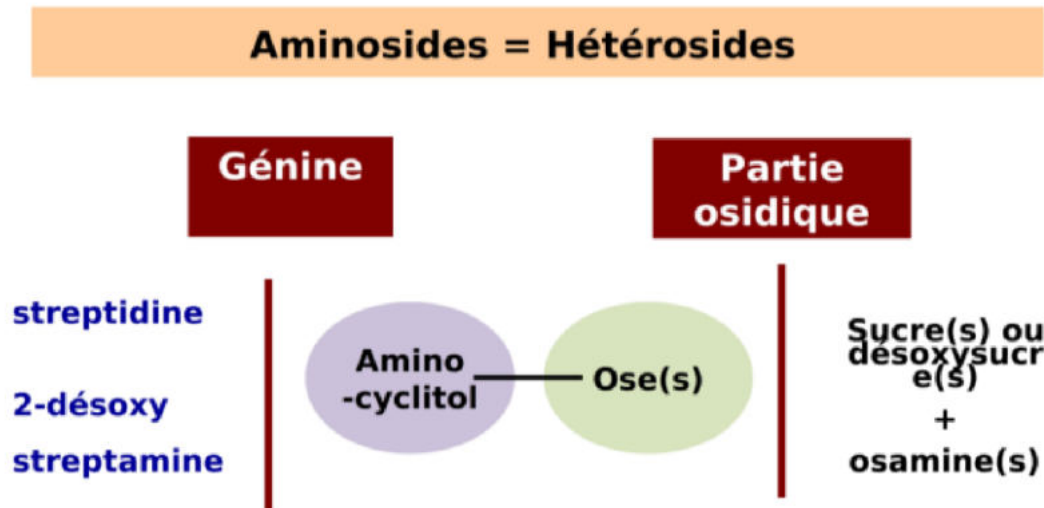 Aminosides = Hétérosides
Génine
Partie
osidique
streptidine
2-désoxy
streptamine
Amino
-cyclitol
Ose(s)
Sucre(s) ou
désoxysucr
e(s)
+
osamine(s)